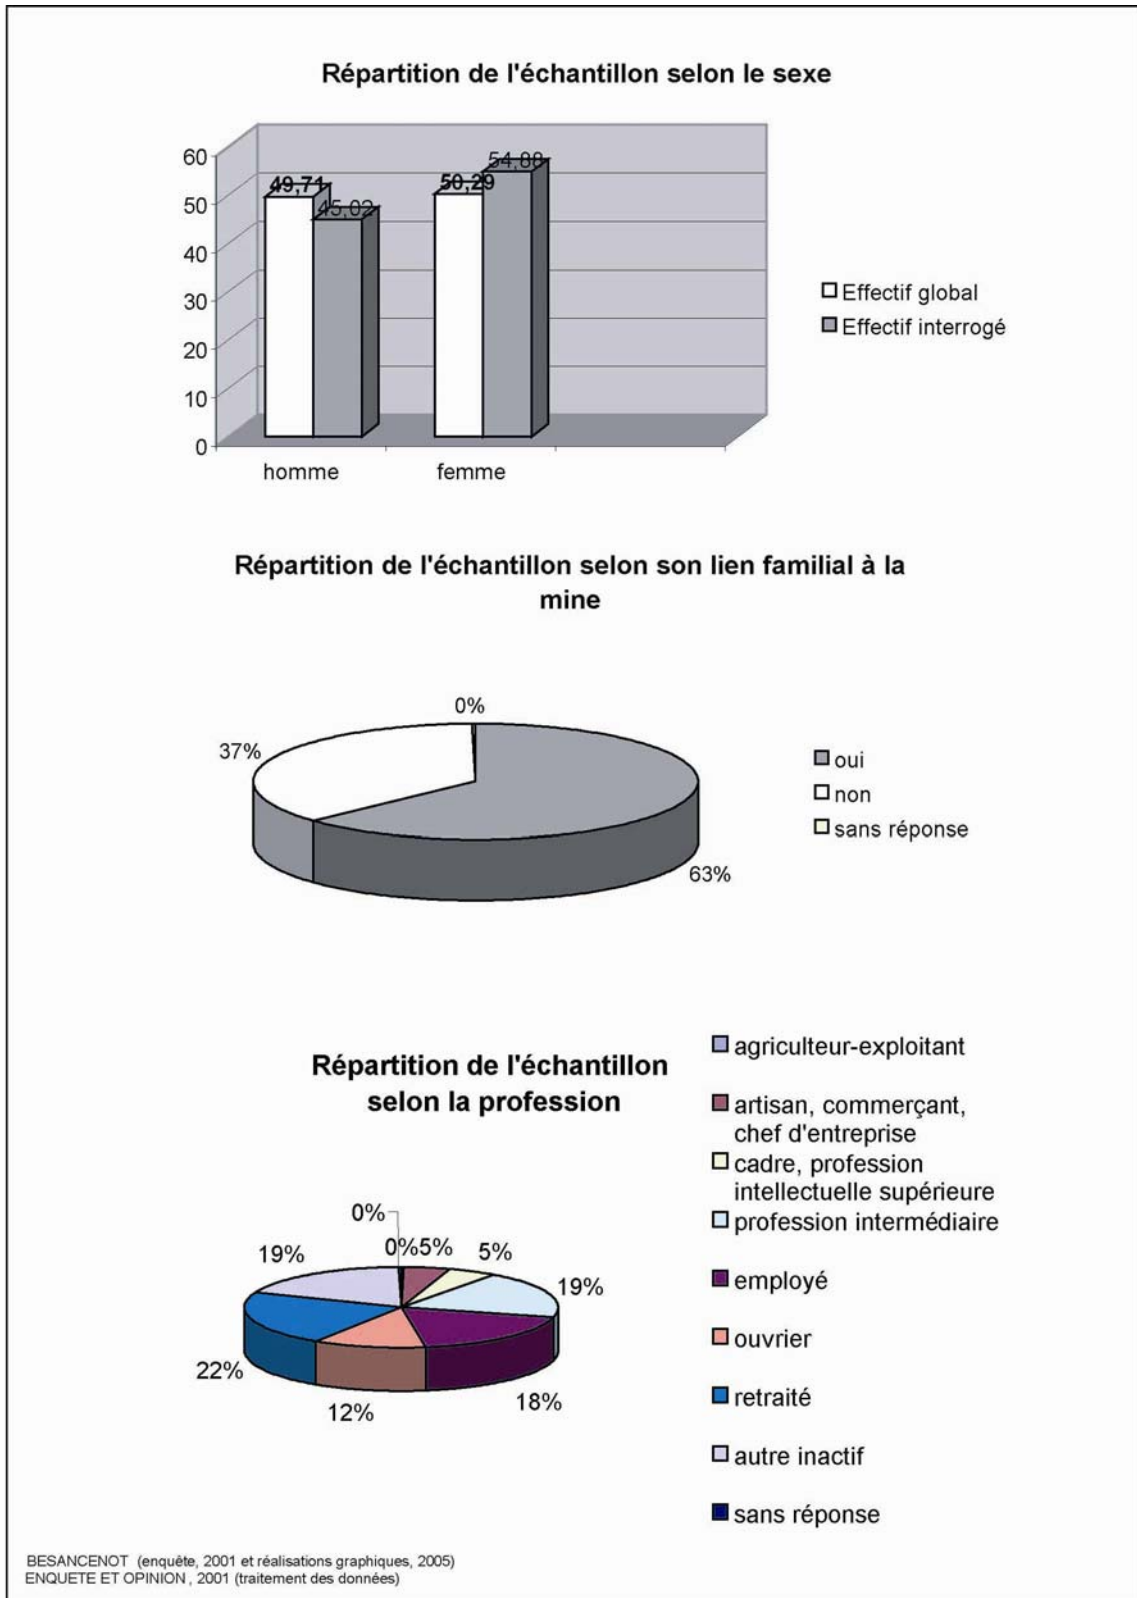 Répartition de l'échantillon selon le sexe
60
50
40
30
20
10
0
49,71
45,02
50,29
54,88
homme
femme
Effectif global
Effectif interrogé
Répartition de l'échantillon selon son lien familial à la
mine
0%
37%
63%
oui
non
sans réponse
Répartition de l'échantillon
selon la profession
0%
0%
5%
5%
19%
19%
22%
12%
18%
agriculteur-exploitant
artisan, commerçant,
chef d'entreprise
cadre, profession
intellectuelle supérieure
profession intermédiaire
employé
ouvrier
retraité
autre inactif
sans réponse
BESANCENOT (enquête, 2001 et réalisations graphiques, 2005)
ENQUETE ET OPINION , 2001 (traitement des données)